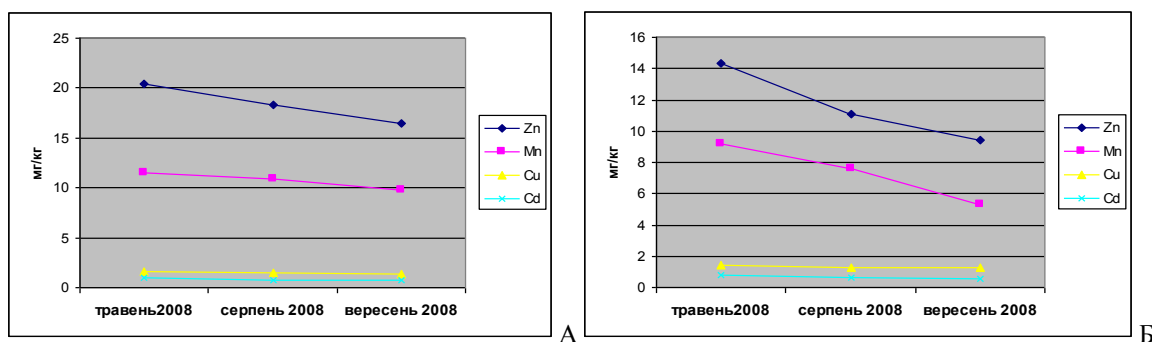 25
20
15
10
5
0
мг/кг
травень2008 серпень 2008 вересень 2008
Zn
Mn
Cu
Cd
А
16
14
12
10
8
6
4
2
0
мг/кг
травень2008 серпень 2008 вересень 2008
Zn
Mn
Cu
Cd
Б